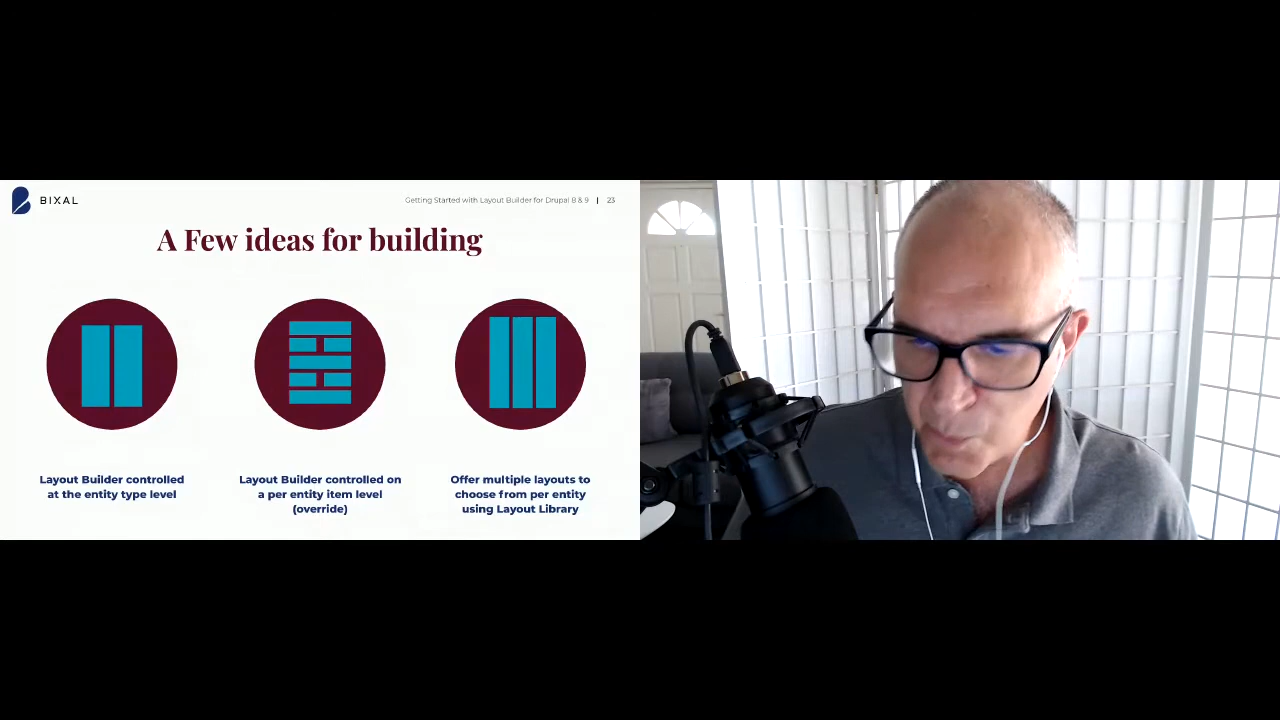 BIXAL
Getting Started with Layout Builder for Drupal 8 & 9 | 23
A Few ideas for building
Layout Builder controlled
at the entity type level
Layout Builder controlled on
a per entity item level
(override)
Offer multiple layouts to
choose from per entity
using Layout Library